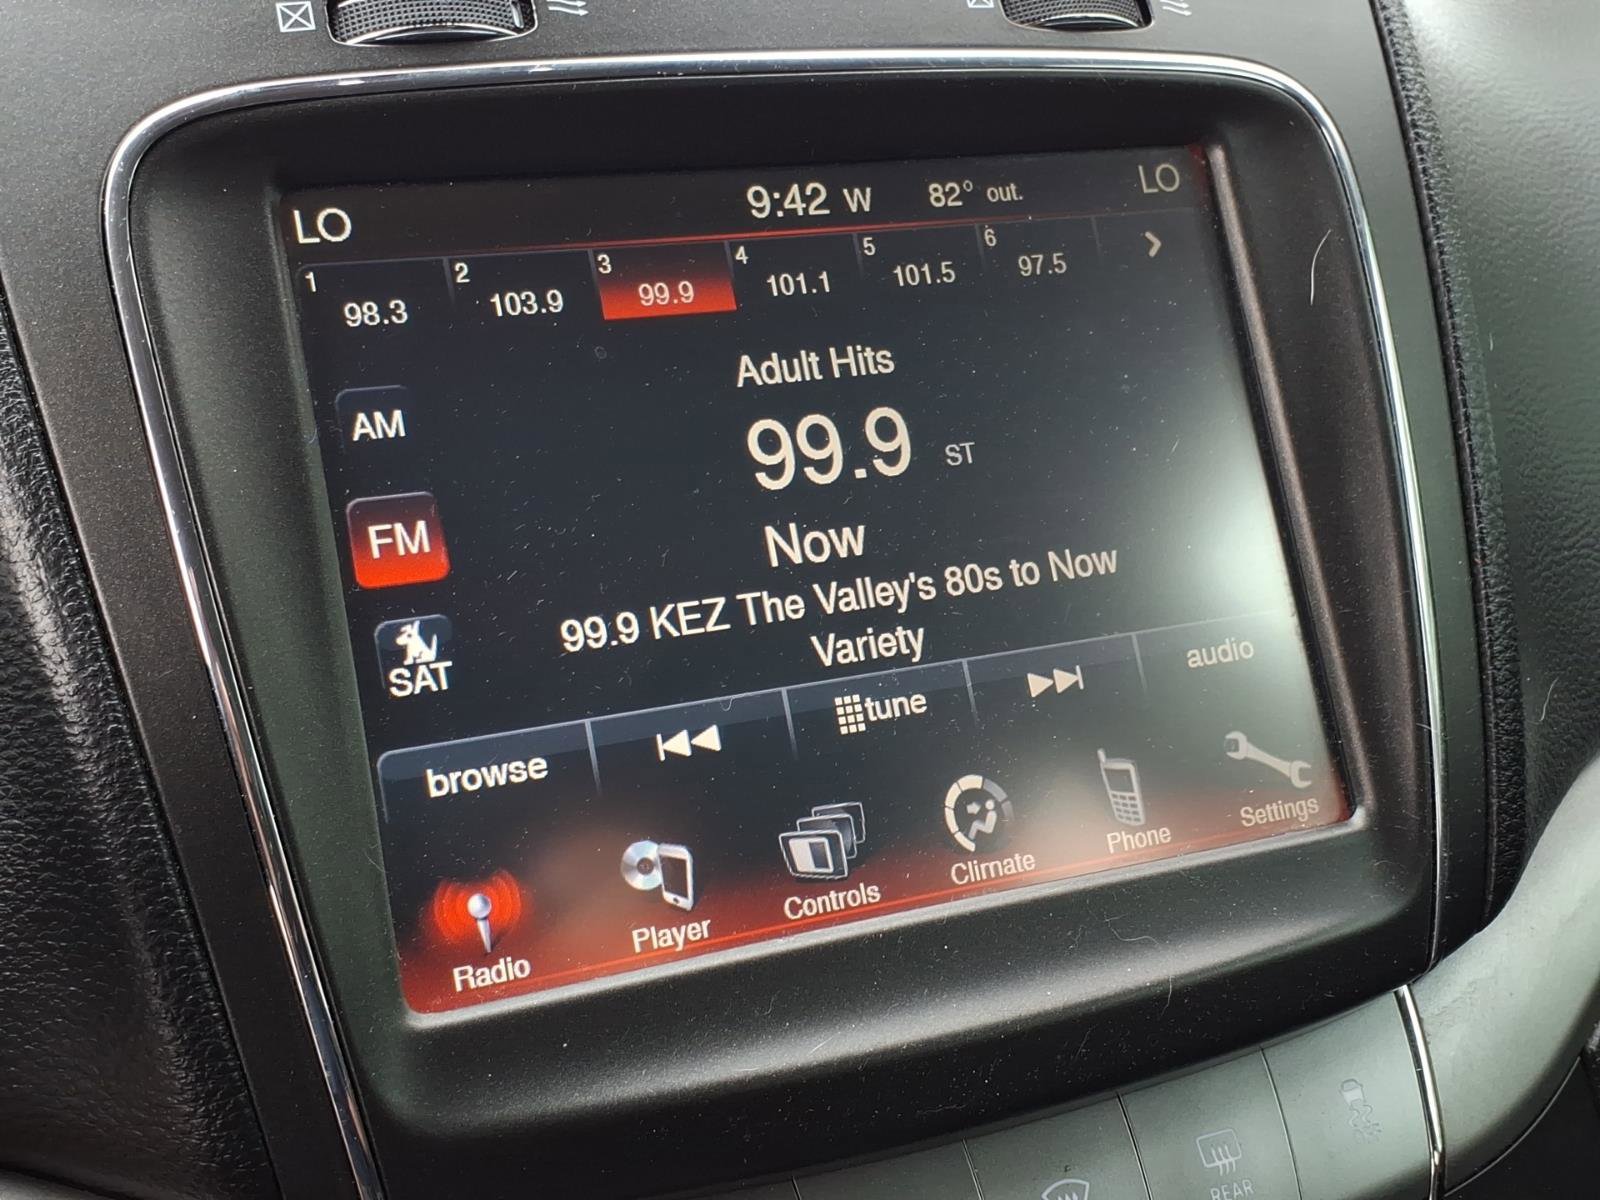 LO 9:42 W 82° out. LO
1 98.3 2 103.9 3 99.9 4 101.1 5 101.5 6 97.5
Adult Hits
AM
99.9 ST
FM
Now
99.9 KEZ The Valley's 80s to Now
Variety
SAT
browse tune audio
Radio Player Controls Climate Phone Settings
REAR